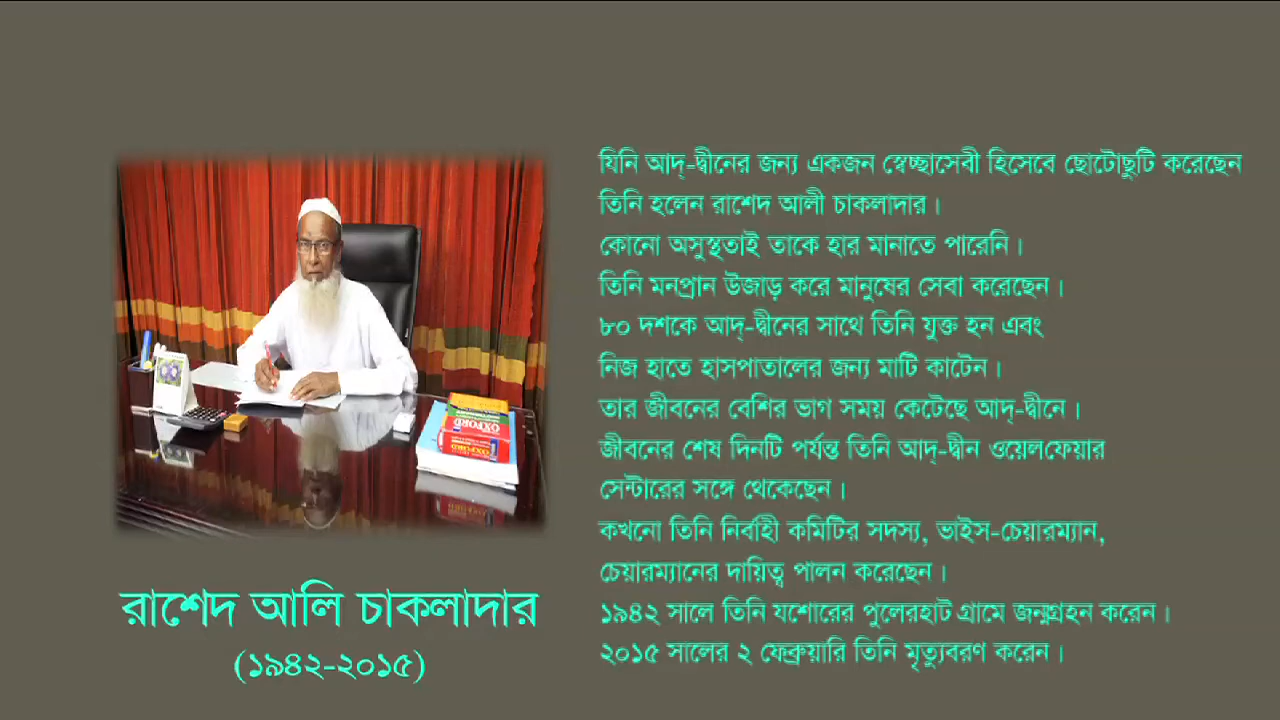 যিনি আদ্-দ্বীনের জন্য একজন স্বেচ্ছাসেবী হিসেবে ছোটোছুটি করেছেন
তিনি হলেন রাশেদ আলী চাকলাদার।
কোনো অসুস্থতাই তাকে হার মানাতে পারেনি।
তিনি মনপ্রান উজাড় করে মানুষের সেবা করেছেন।
৮০ দশকে আদ্-দ্বীনের সাথে তিনি যুক্ত হন এবং
নিজ হাতে হাসপাতালের জন্য মাটি কাটেন।
তার জীবনের বেশির ভাগ সময় কেটেছে আদ্-দ্বীনে।
জীবনের শেষ দিনটি পর্যন্ত তিনি আদ্-দ্বীন ওয়েলফেয়ার
সেন্টারের সঙ্গে থেকেছেন।
কখনো তিনি নির্বাহী কমিটির সদস্য, ভাইস-চেয়ারম্যান,
চেয়ারম্যানের দায়িত্ব পালন করেছেন।
১৯৪২ সালে তিনি যশোরের পুলেরহাট গ্রামে জন্মগ্রহন করেন।
২০১৫ সালের ২ ফেব্রুয়ারি তিনি মৃত্যুবরণ করেন।
রাশেদ আলি চাকলাদার
(১৯৪২-২০১৫)
OXFORD
OXFORD